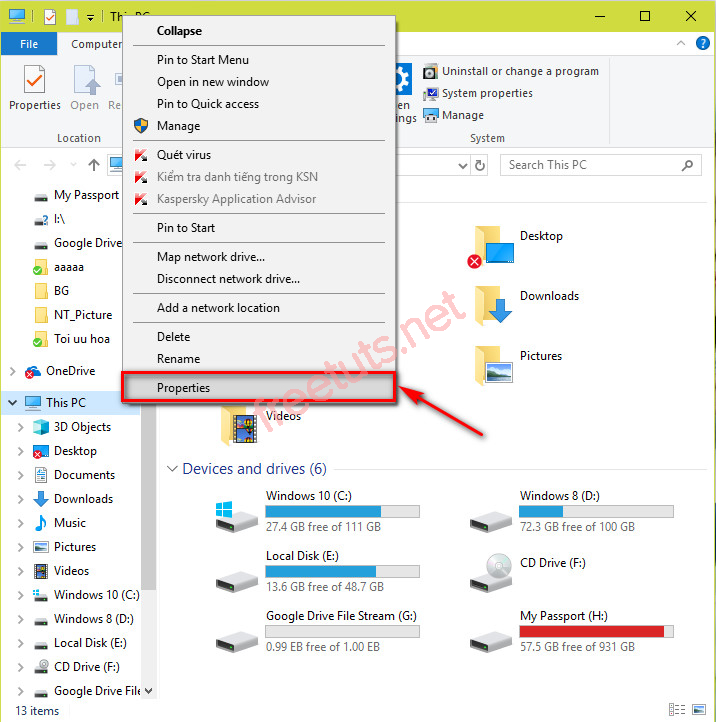 This PC
File
Computer
Properties
Open
Re
Location
Uninstall or change a program
System properties
Manage
System
Collapse
Pin to Start Menu
Open in new window
Pin to Quick access
Manage
Quét virus
Kiểm tra danh tiếng trong KSN
Kaspersky Application Advisor
Pin to Start
Map network drive...
Disconnect network drive...
Add a network location
Delete
Rename
Properties
Search This PC
My Passport
I:\
Google Drive
aaaaa
BG
NT_Picture
Toi uu hoa
OneDrive
This PC
3D Objects
Desktop
Documents
Downloads
Music
Pictures
Videos
Windows 10 (C:)
Windows 8 (D:)
Local Disk (E:)
CD Drive (F:)
Google Drive File
Desktop
Downloads
Pictures
Videos
freetuts.net
Devices and drives (6)
Windows 10 (C:)
27.4 GB free of 111 GB
Windows 8 (D:)
72.3 GB free of 100 GB
Local Disk (E:)
13.6 GB free of 48.7 GB
CD Drive (F:)
Google Drive File Stream (G:)
0.99 EB free of 1.00 EB
My Passport (H:)
57.5 GB free of 931 GB
13 items